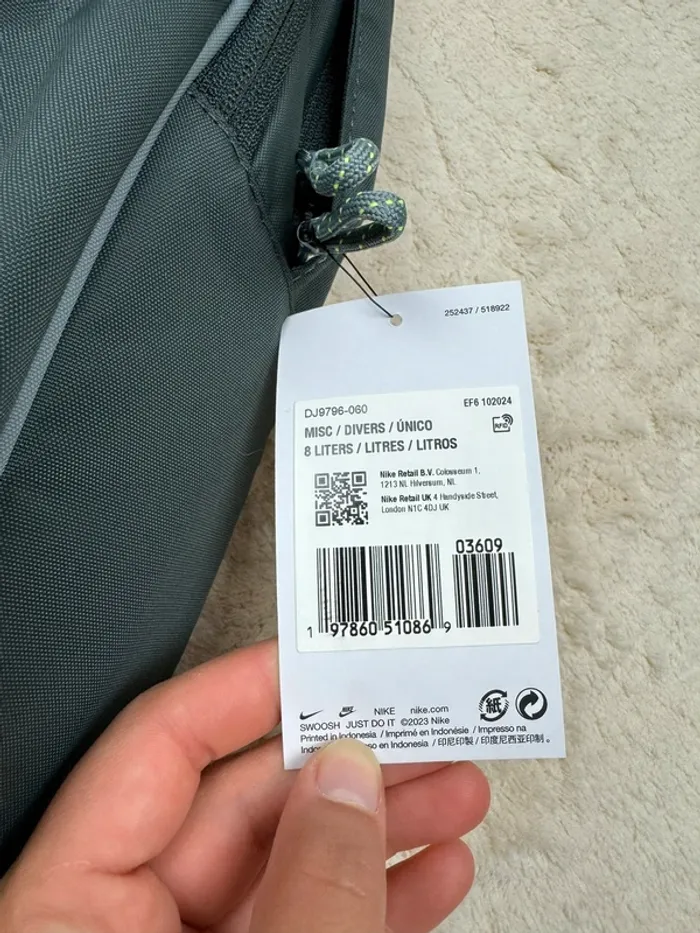 252437 / 518922
DJ9796-060
EF6 102024
MISC / DIVERS / ÚNICO
8 LITERS / LITRES / LITROS
RFID
Nike Retail B.V. Colosseum 1,
1213 NL Hilversum, NL
Nike Retail UK 4 Handyside Street,
London N1C 4DJ UK
03609
1 97860 51086 9
NIKE
NIKE nike.com
紙
SWOOSH JUST DO IT ©2023 Nike
Printed in Indonesia / Imprimé en Indonésie / Impresso na
Indonesia / 印尼印製 / 印度尼西亚印制。